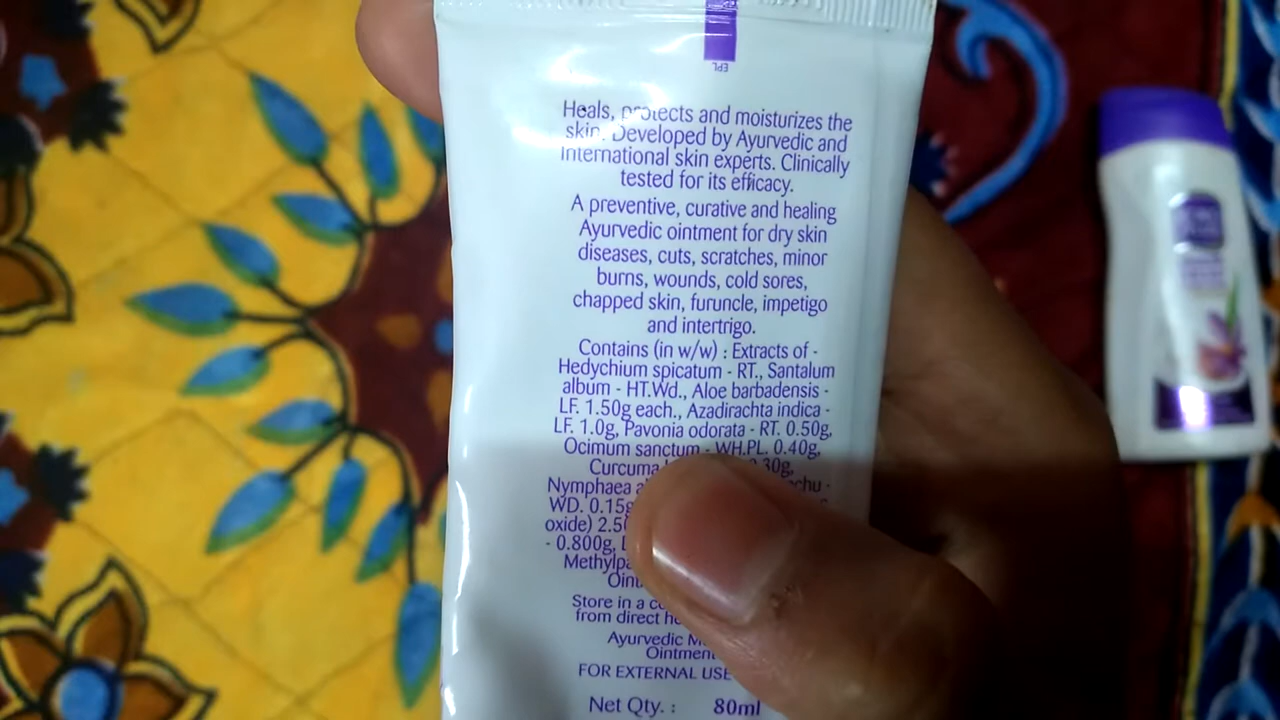 EPL
Heals, protects and moisturizes the
skin. Developed by Ayurvedic and
International skin experts. Clinically
tested for its efficacy.
A preventive, curative and healing
Ayurvedic ointment for dry skin
diseases, cuts, scratches, minor
burns, wounds, cold sores,
chapped skin, furuncle, impetigo
and intertrigo.
Contains (in w/w) : Extracts of -
Hedychium spicatum - RT., Santalum
album - HT.Wd., Aloe barbadensis -
LF. 1.50g each., Azadirachta indica -
LF. 1.0g, Pavonia odorata - RT. 0.50g,
Ocimum sanctum - WH.PL. 0.40g,
Curcuma .30g,
Nymphaea
WD. 0.15g
oxide)
- 0.800g,
Store in a
from direct
Ayurvedic
Ointment
FOR EXTERNAL USE
Net Qty. : 80ml